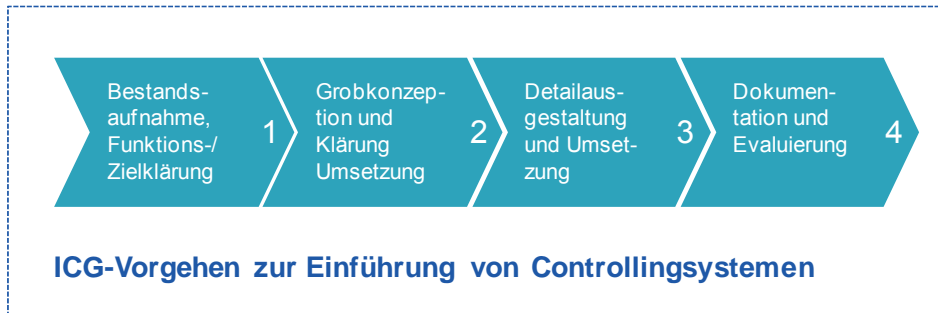 Bestands-
aufnahme,
Funktions-/
Zielklärung
1
Grobkonzep-
tion und
Klärung
Umsetzung
2
Detailaus-
gestaltung
und Umset-
zung
3
Dokumen-
tation und
Evaluierung
4
ICG-Vorgehen zur Einführung von Controllingsystemen